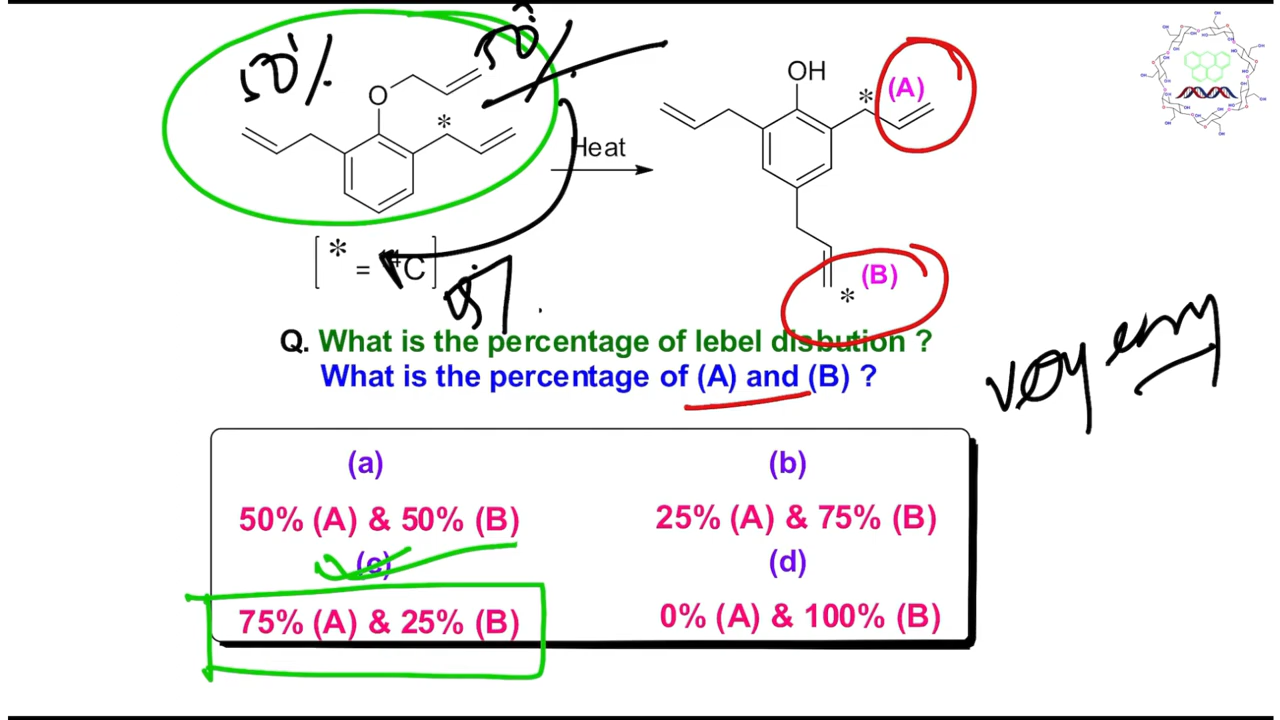 50%
50%
O
*
Heat
OH
*
(A)
(B)
*
[ * = 14C ]
Q. What is the percentage of lebel disbution ?
What is the percentage of (A) and (B) ?
very easy
(a)
(b)
50% (A) & 50% (B)
25% (A) & 75% (B)
(c)
(d)
75% (A) & 25% (B)
0% (A) & 100% (B)